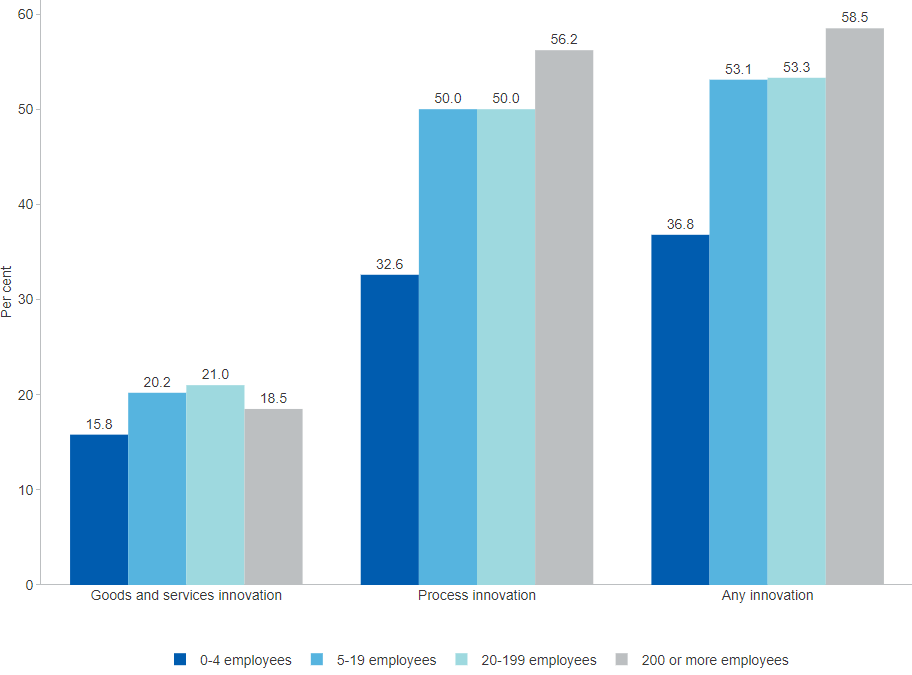 60
58.5
56.2
53.1
53.3
50
50.0
50.0
40
36.8
32.6
Per cent
30
20
20.2
21.0
18.5
15.8
10
0
Goods and services innovation
Process innovation
Any innovation
0-4 employees
5-19 employees
20-199 employees
200 or more employees